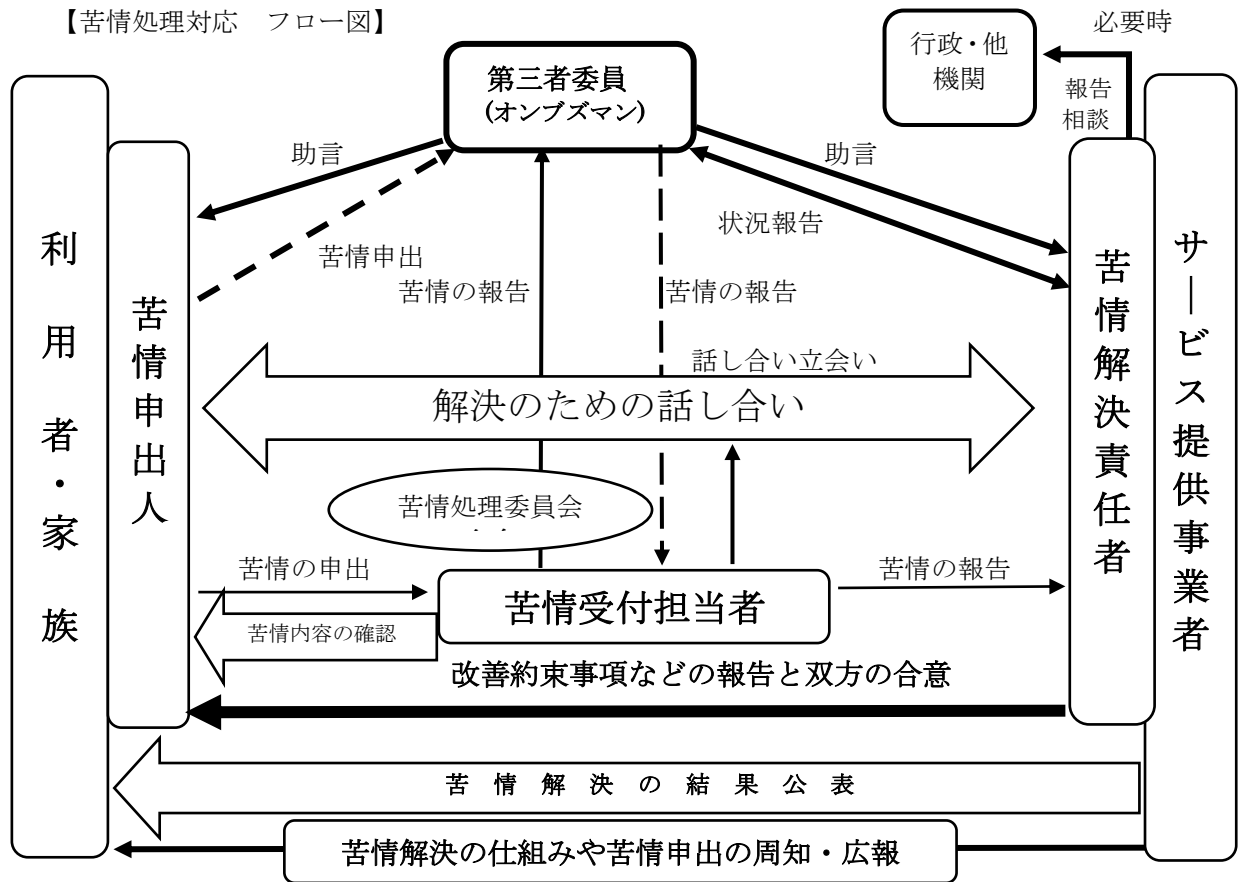 【苦情処理対応　フロー図】
必要時
行政・他
機関
第三者委員
(オンブズマン)
報告
相談
助言
助言
状況報告
苦情申出
苦情の報告
苦情の報告
利用者・家族
苦情申出人
苦情解決責任者
サービス提供事業者
話し合い立会い
解決のための話し合い
苦情処理委員会
苦情の申出
苦情の報告
苦情受付担当者
苦情内容の確認
改善約束事項などの報告と双方の合意
苦情解決の結果公表
苦情解決の仕組みや苦情申出の周知・広報